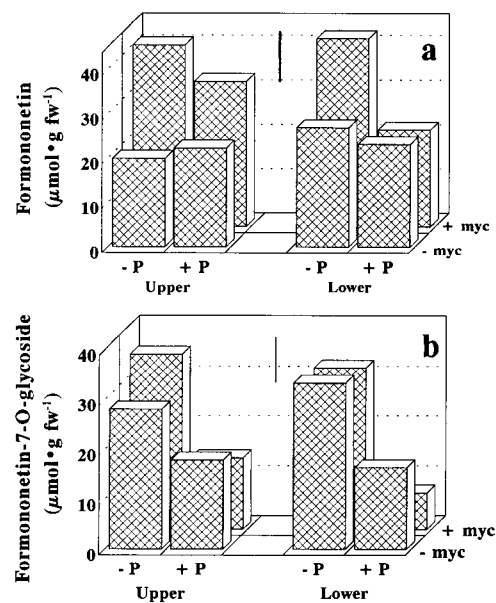 a
Formononetin
(μmol•g fw⁻¹)
40
30
20
10
0
- P + P - P + P
Upper Lower
+ myc
- myc
b
Formononetin-7-O-glycoside
(μmol•g fw⁻¹)
40
30
20
10
0
- P + P - P + P
Upper Lower
+ myc
- myc